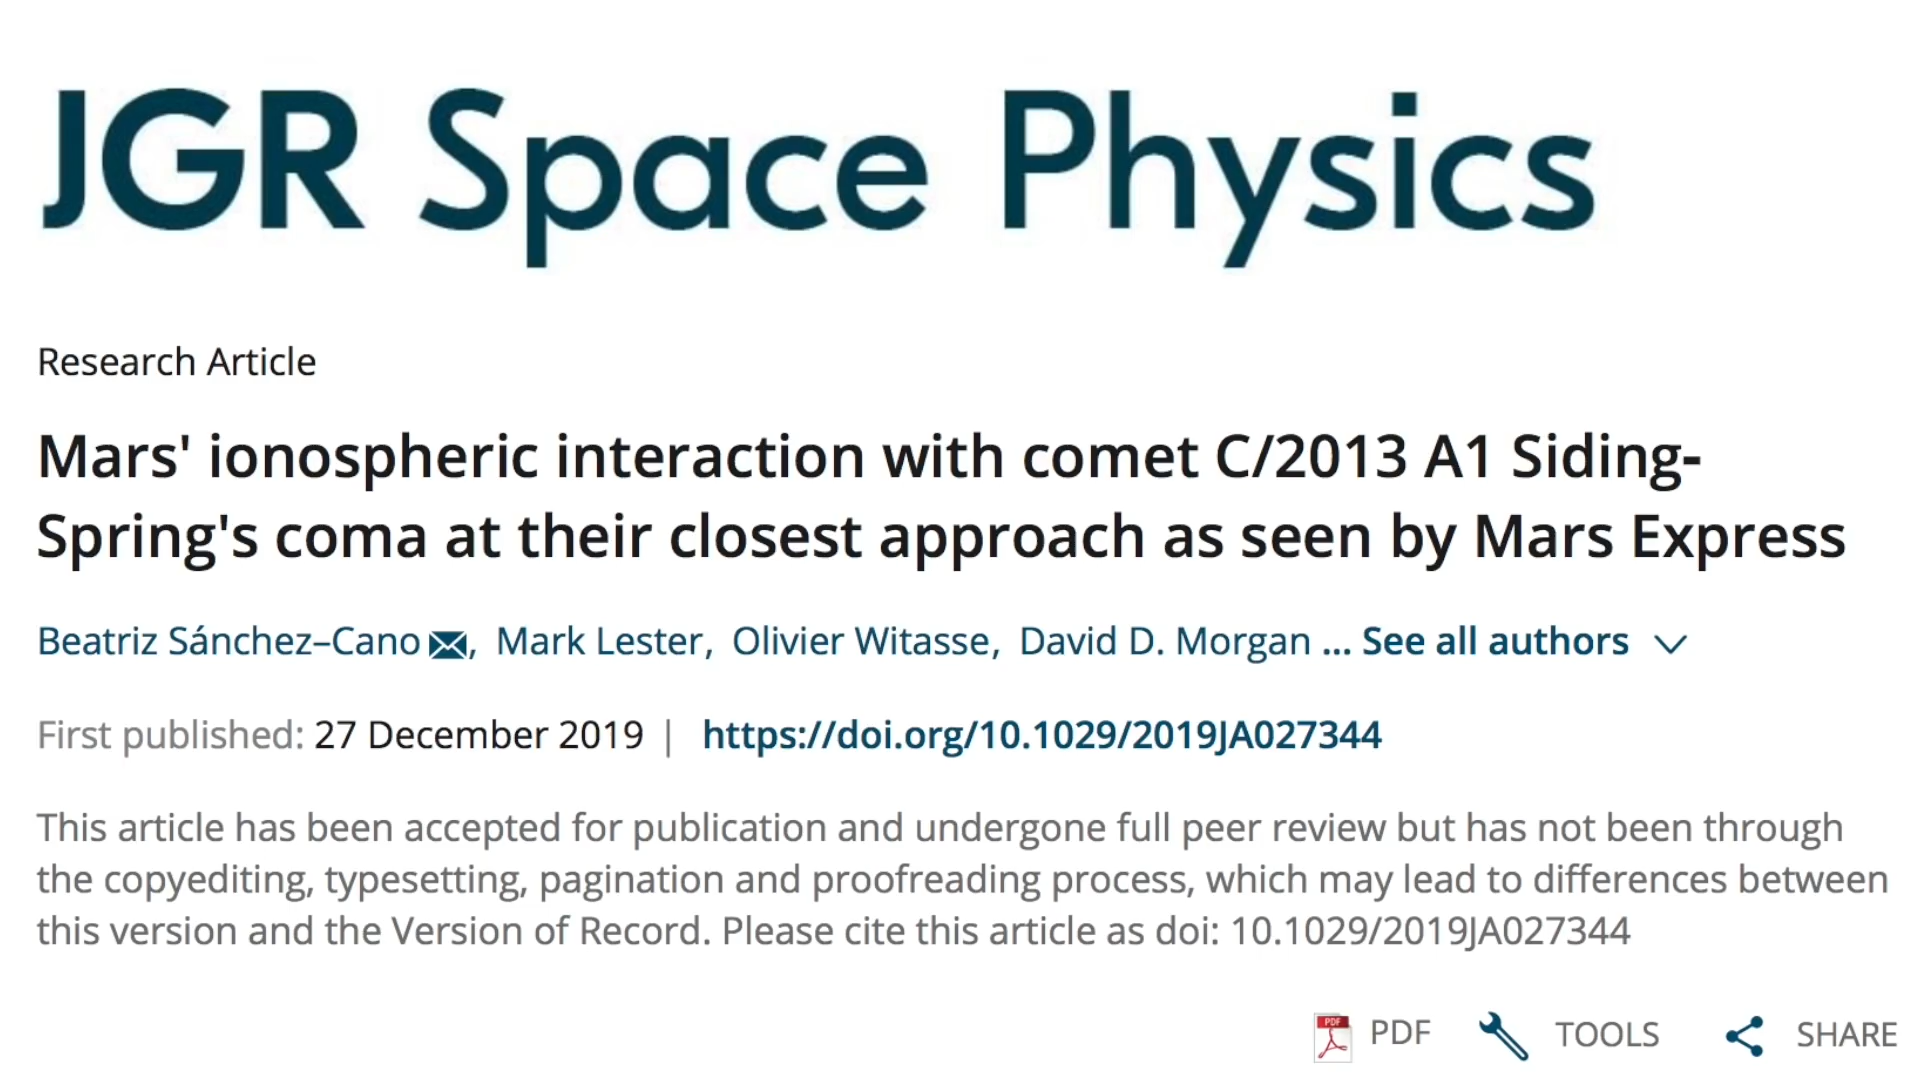 JGR Space Physics
Research Article
Mars' ionospheric interaction with comet C/2013 A1 Siding-
Spring's coma at their closest approach as seen by Mars Express
Beatriz Sánchez–Cano, Mark Lester, Olivier Witasse, David D. Morgan ... See all authors
First published: 27 December 2019 | https://doi.org/10.1029/2019JA027344
This article has been accepted for publication and undergone full peer review but has not been through
the copyediting, typesetting, pagination and proofreading process, which may lead to differences between
this version and the Version of Record. Please cite this article as doi: 10.1029/2019JA027344
PDF PDF TOOLS SHARE